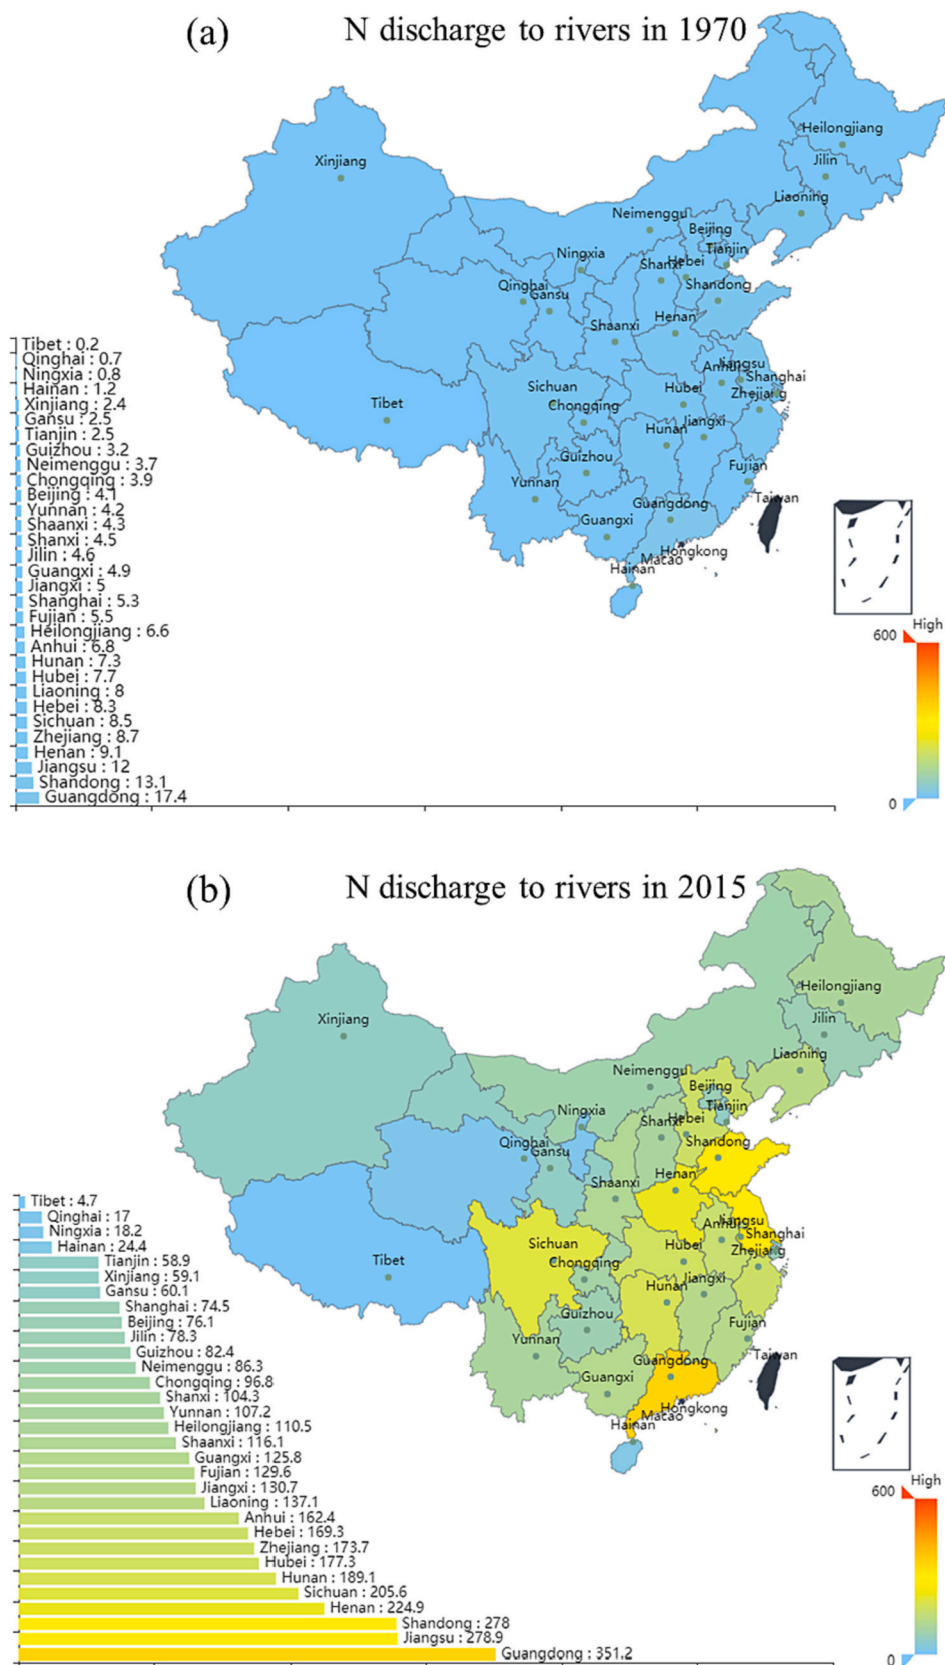 (a) N discharge to rivers in 1970
Heilongjiang
Xinjiang
Jilin
Liaoning
Neimenggu
Beijing
Ningxia
Tianjin
Shanxi
Hebei
Qinghai
Gansu
Shandong
Shaanxi
Henan
Anhui
Jiangsu
Shanghai
Sichuan
Hubei
Zhejiang
Tibet
Chongqing
Hunan
Jiangxi
Guizhou
Fujian
Yunnan
Guangdong
Taiwan
Guangxi
Hongkong
Macao
Hainan
Tibet : 0.2
Qinghai : 0.7
Ningxia : 0.8
Hainan : 1.2
Xinjiang : 2.4
Gansu : 2.5
Tianjin : 2.5
Guizhou : 3.2
Neimenggu : 3.7
Chongqing : 3.9
Beijing : 4.1
Yunnan : 4.2
Shaanxi : 4.3
Shanxi : 4.5
Jilin : 4.6
Guangxi : 4.9
Jiangxi : 5
Shanghai : 5.3
Fujian : 5.5
Heilongjiang : 6.6
Anhui : 6.8
Hunan : 7.3
Hubei : 7.7
Liaoning : 8
Hebei : 8.3
Sichuan : 8.5
Zhejiang : 8.7
Henan : 9.1
Jiangsu : 12
Shandong : 13.1
Guangdong : 17.4
High
600
0
(b) N discharge to rivers in 2015
Heilongjiang
Xinjiang
Jilin
Liaoning
Neimenggu
Beijing
Ningxia
Tianjin
Shanxi
Hebei
Qinghai
Gansu
Shandong
Shaanxi
Henan
Anhui
Jiangsu
Shanghai
Sichuan
Hubei
Zhejiang
Tibet
Chongqing
Hunan
Jiangxi
Guizhou
Fujian
Yunnan
Guangdong
Taiwan
Guangxi
Hongkong
Macao
Hainan
Tibet : 4.7
Qinghai : 17
Ningxia : 18.2
Hainan : 24.4
Tianjin : 58.9
Xinjiang : 59.1
Gansu : 60.1
Shanghai : 74.5
Beijing : 76.1
Jilin : 78.3
Guizhou : 82.4
Neimenggu : 86.3
Chongqing : 96.8
Shanxi : 104.3
Yunnan : 107.2
Heilongjiang : 110.5
Shaanxi : 116.1
Guangxi : 125.8
Fujian : 129.6
Jiangxi : 130.7
Liaoning : 137.1
Anhui : 162.4
Hebei : 169.3
Zhejiang : 173.7
Hubei : 177.3
Hunan : 189.1
Sichuan : 205.6
Henan : 224.9
Shandong : 278
Jiangsu : 278.9
Guangdong : 351.2
High
600
0